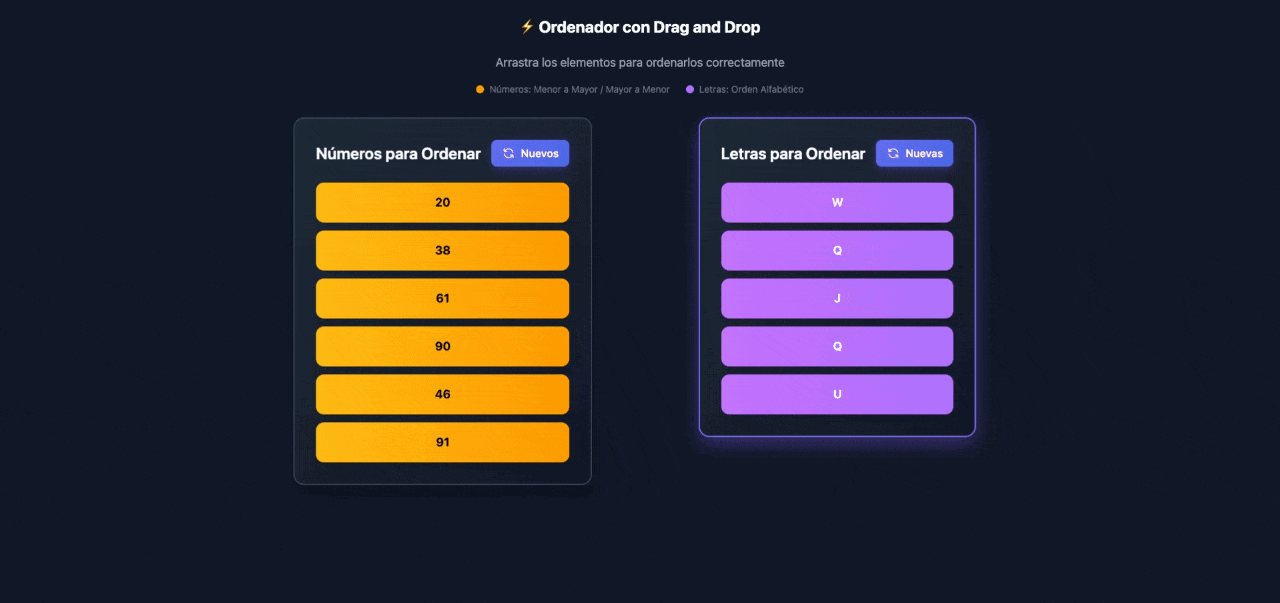 ⚡ Ordenador con Drag and Drop
Arrastra los elementos para ordenarlos correctamente
Números: Menor a Mayor / Mayor a Menor
Letras: Orden Alfabético
Números para Ordenar
Nuevos
20
38
61
90
46
91
Letras para Ordenar
Nuevas
W
Q
J
Q
U